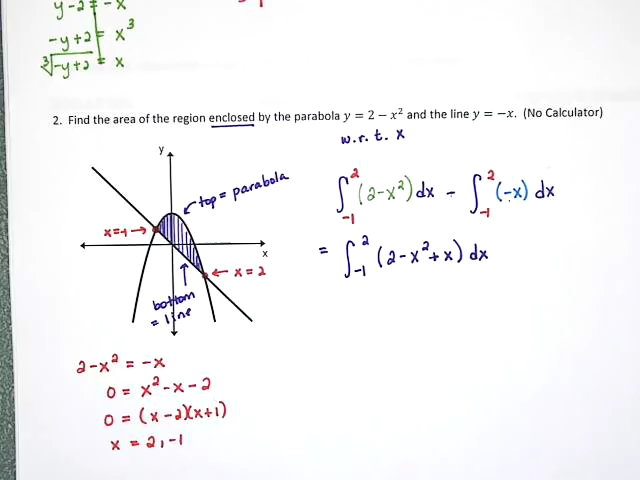 y-2 = -x
-y+2 = x³
∛-y+2 = x
2. Find the area of the region enclosed by the parabola y = 2 − x² and the line y = −x. (No Calculator)
w.r.t. x
y
top = parabola
x=-1 →
x
← x = 2
bottom
= line
∫₋₁² (2-x²) dx - ∫₋₁² (-x) dx
= ∫₋₁² (2-x²+x) dx
2-x² = -x
0 = x²-x-2
0 = (x-2)(x+1)
x = 2, -1